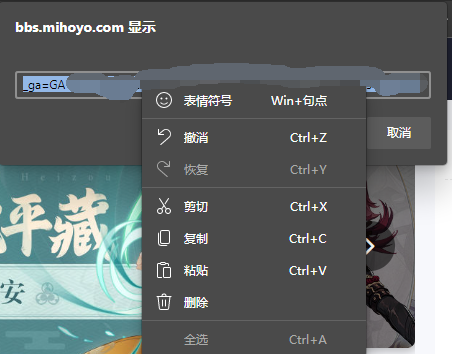 bbs.mihoyo.com 显示
_ga=GA
表情符号 Win+句点
撤消 Ctrl+Z
取消
恢复 Ctrl+Y
Heizou
剪切 Ctrl+X
平藏
复制 Ctrl+C
粘贴 Ctrl+V
安
删除
全选 Ctrl+A